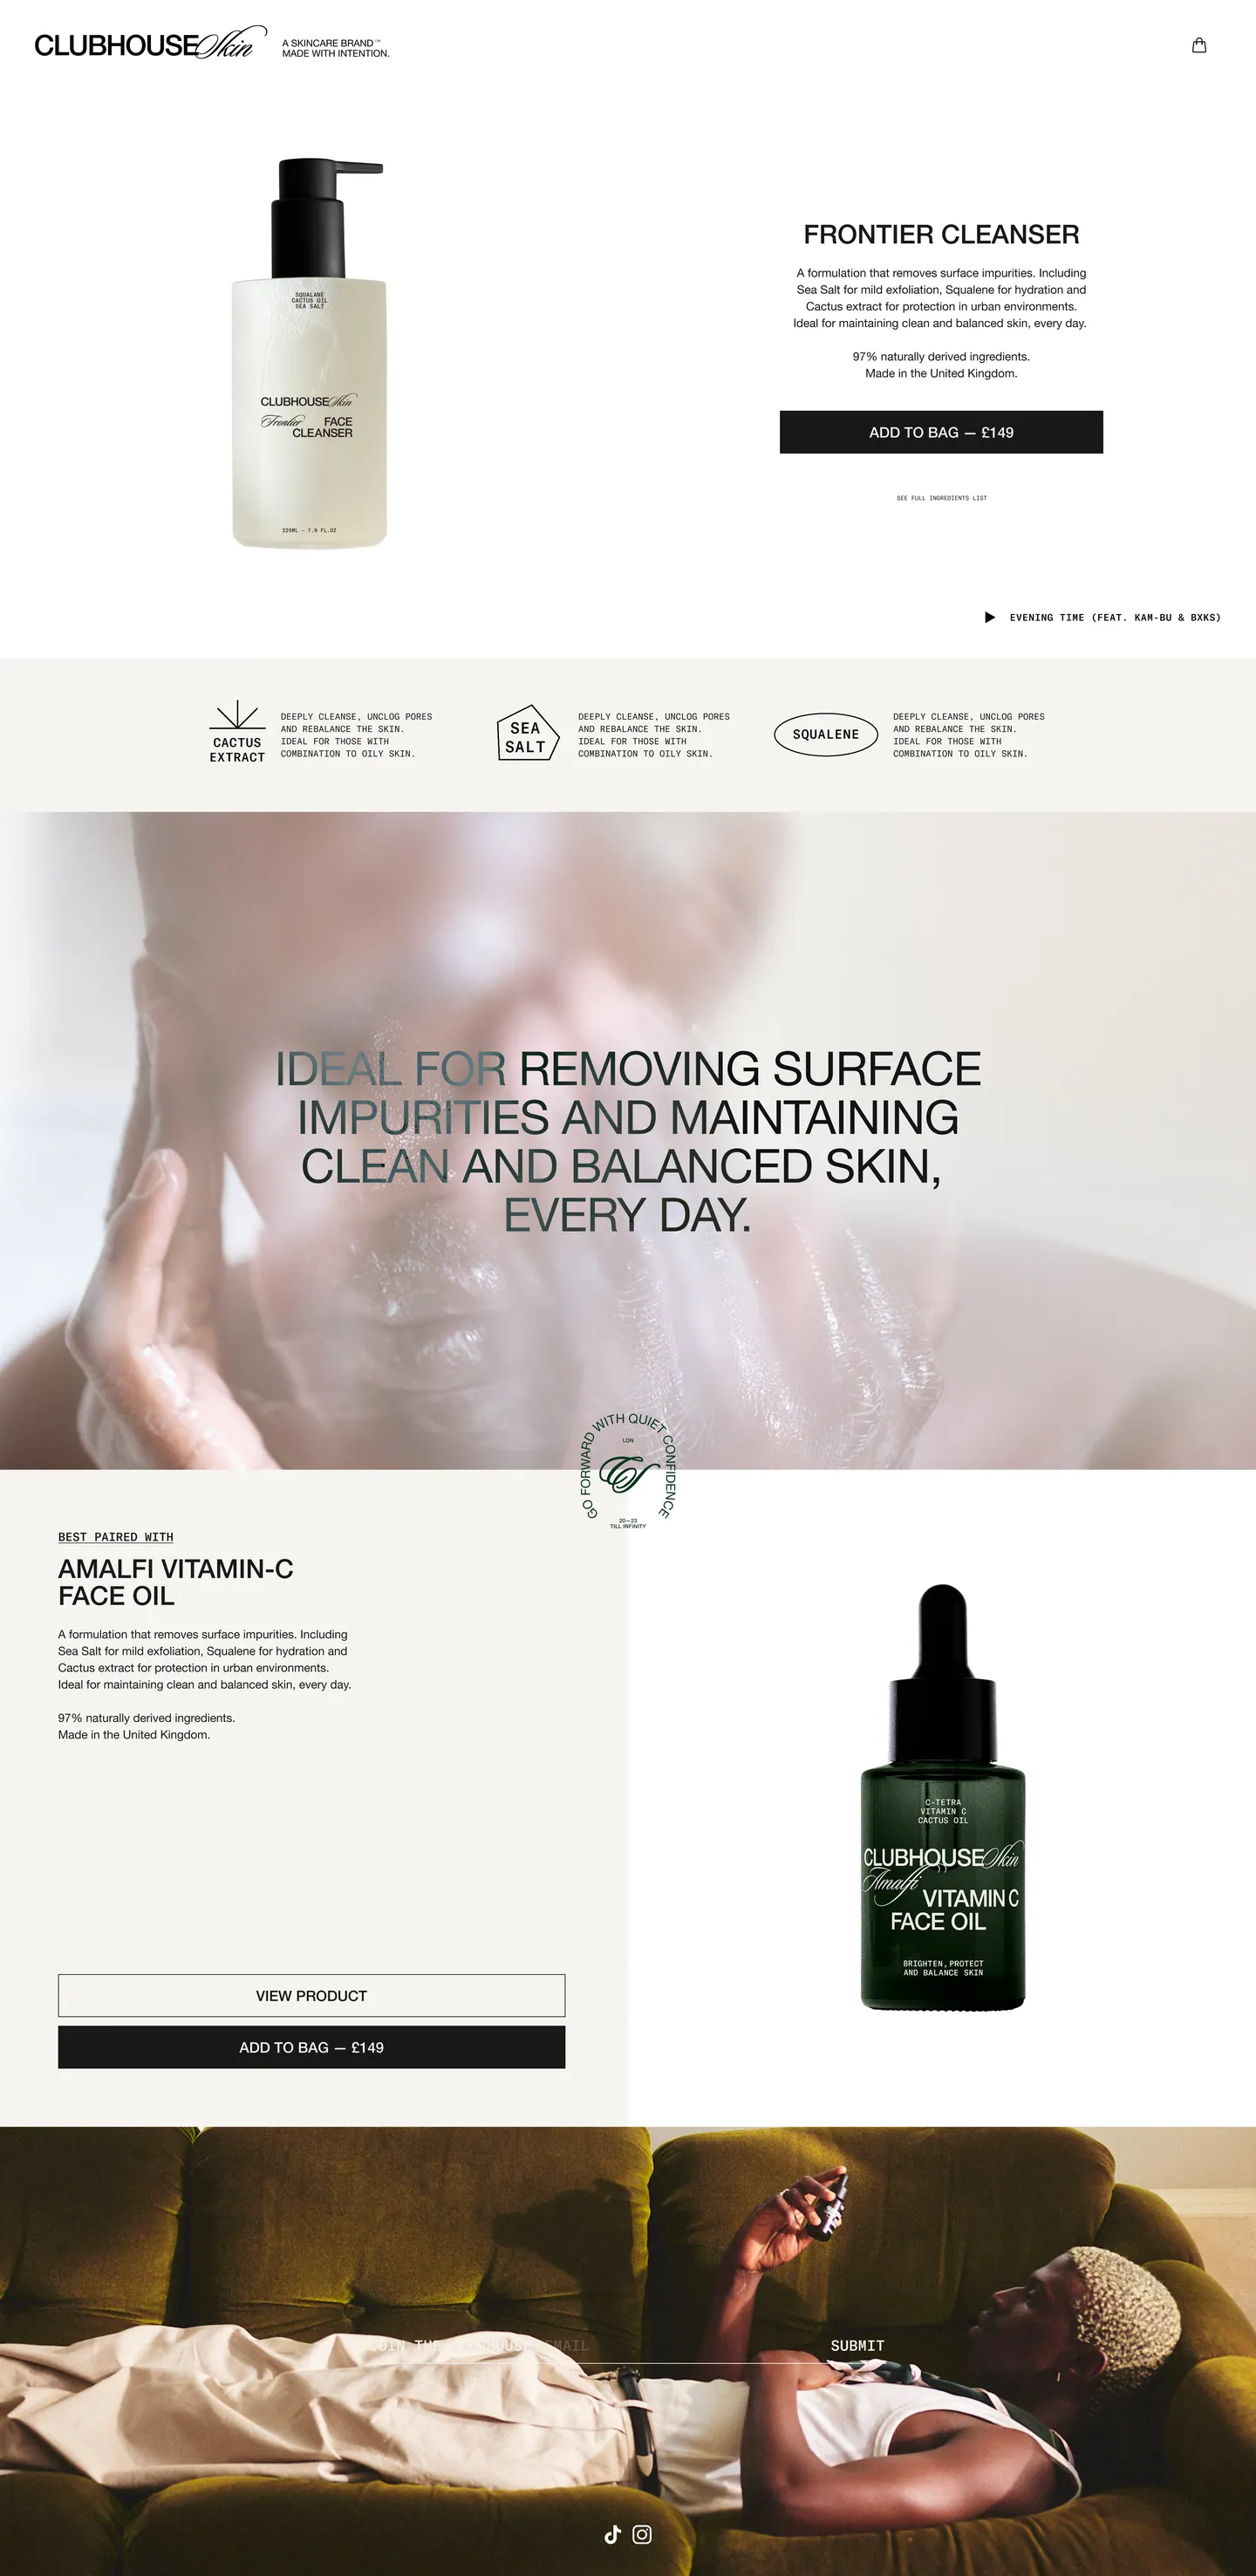 CLUBHOUSE Skin
A SKINCARE BRAND™
MADE WITH INTENTION.
SQUALANE
CACTUS OIL
SEA SALT
CLUBHOUSE Skin
Frontier FACE
CLEANSER
225ML — 7.9 FL.OZ
FRONTIER CLEANSER
A formulation that removes surface impurities. Including
Sea Salt for mild exfoliation, Squalene for hydration and
Cactus extract for protection in urban environments.
Ideal for maintaining clean and balanced skin, every day.
97% naturally derived ingredients.
Made in the United Kingdom.
ADD TO BAG — £149
SEE FULL INGREDIENTS LIST
EVENING TIME (FEAT. KAM-BU & BXKS)
CACTUS
EXTRACT
DEEPLY CLEANSE, UNCLOG PORES
AND REBALANCE THE SKIN.
IDEAL FOR THOSE WITH
COMBINATION TO OILY SKIN.
SEA
SALT
DEEPLY CLEANSE, UNCLOG PORES
AND REBALANCE THE SKIN.
IDEAL FOR THOSE WITH
COMBINATION TO OILY SKIN.
SQUALENE
DEEPLY CLEANSE, UNCLOG PORES
AND REBALANCE THE SKIN.
IDEAL FOR THOSE WITH
COMBINATION TO OILY SKIN.
IDEAL FOR REMOVING SURFACE
IMPURITIES AND MAINTAINING
CLEAN AND BALANCED SKIN,
EVERY DAY.
GO FORWARD WITH QUIET CONFIDENCE
LDN
20—23
TILL INFINITY
BEST PAIRED WITH
AMALFI VITAMIN-C
FACE OIL
A formulation that removes surface impurities. Including
Sea Salt for mild exfoliation, Squalene for hydration and
Cactus extract for protection in urban environments.
Ideal for maintaining clean and balanced skin, every day.
97% naturally derived ingredients.
Made in the United Kingdom.
VIEW PRODUCT
ADD TO BAG — £149
C-TETRA
VITAMIN C
CACTUS OIL
CLUBHOUSE Skin
Amalfi VITAMIN C
FACE OIL
BRIGHTEN, PROTECT
AND BALANCE SKIN
JOIN THE CLUBHOUSE EMAIL
SUBMIT